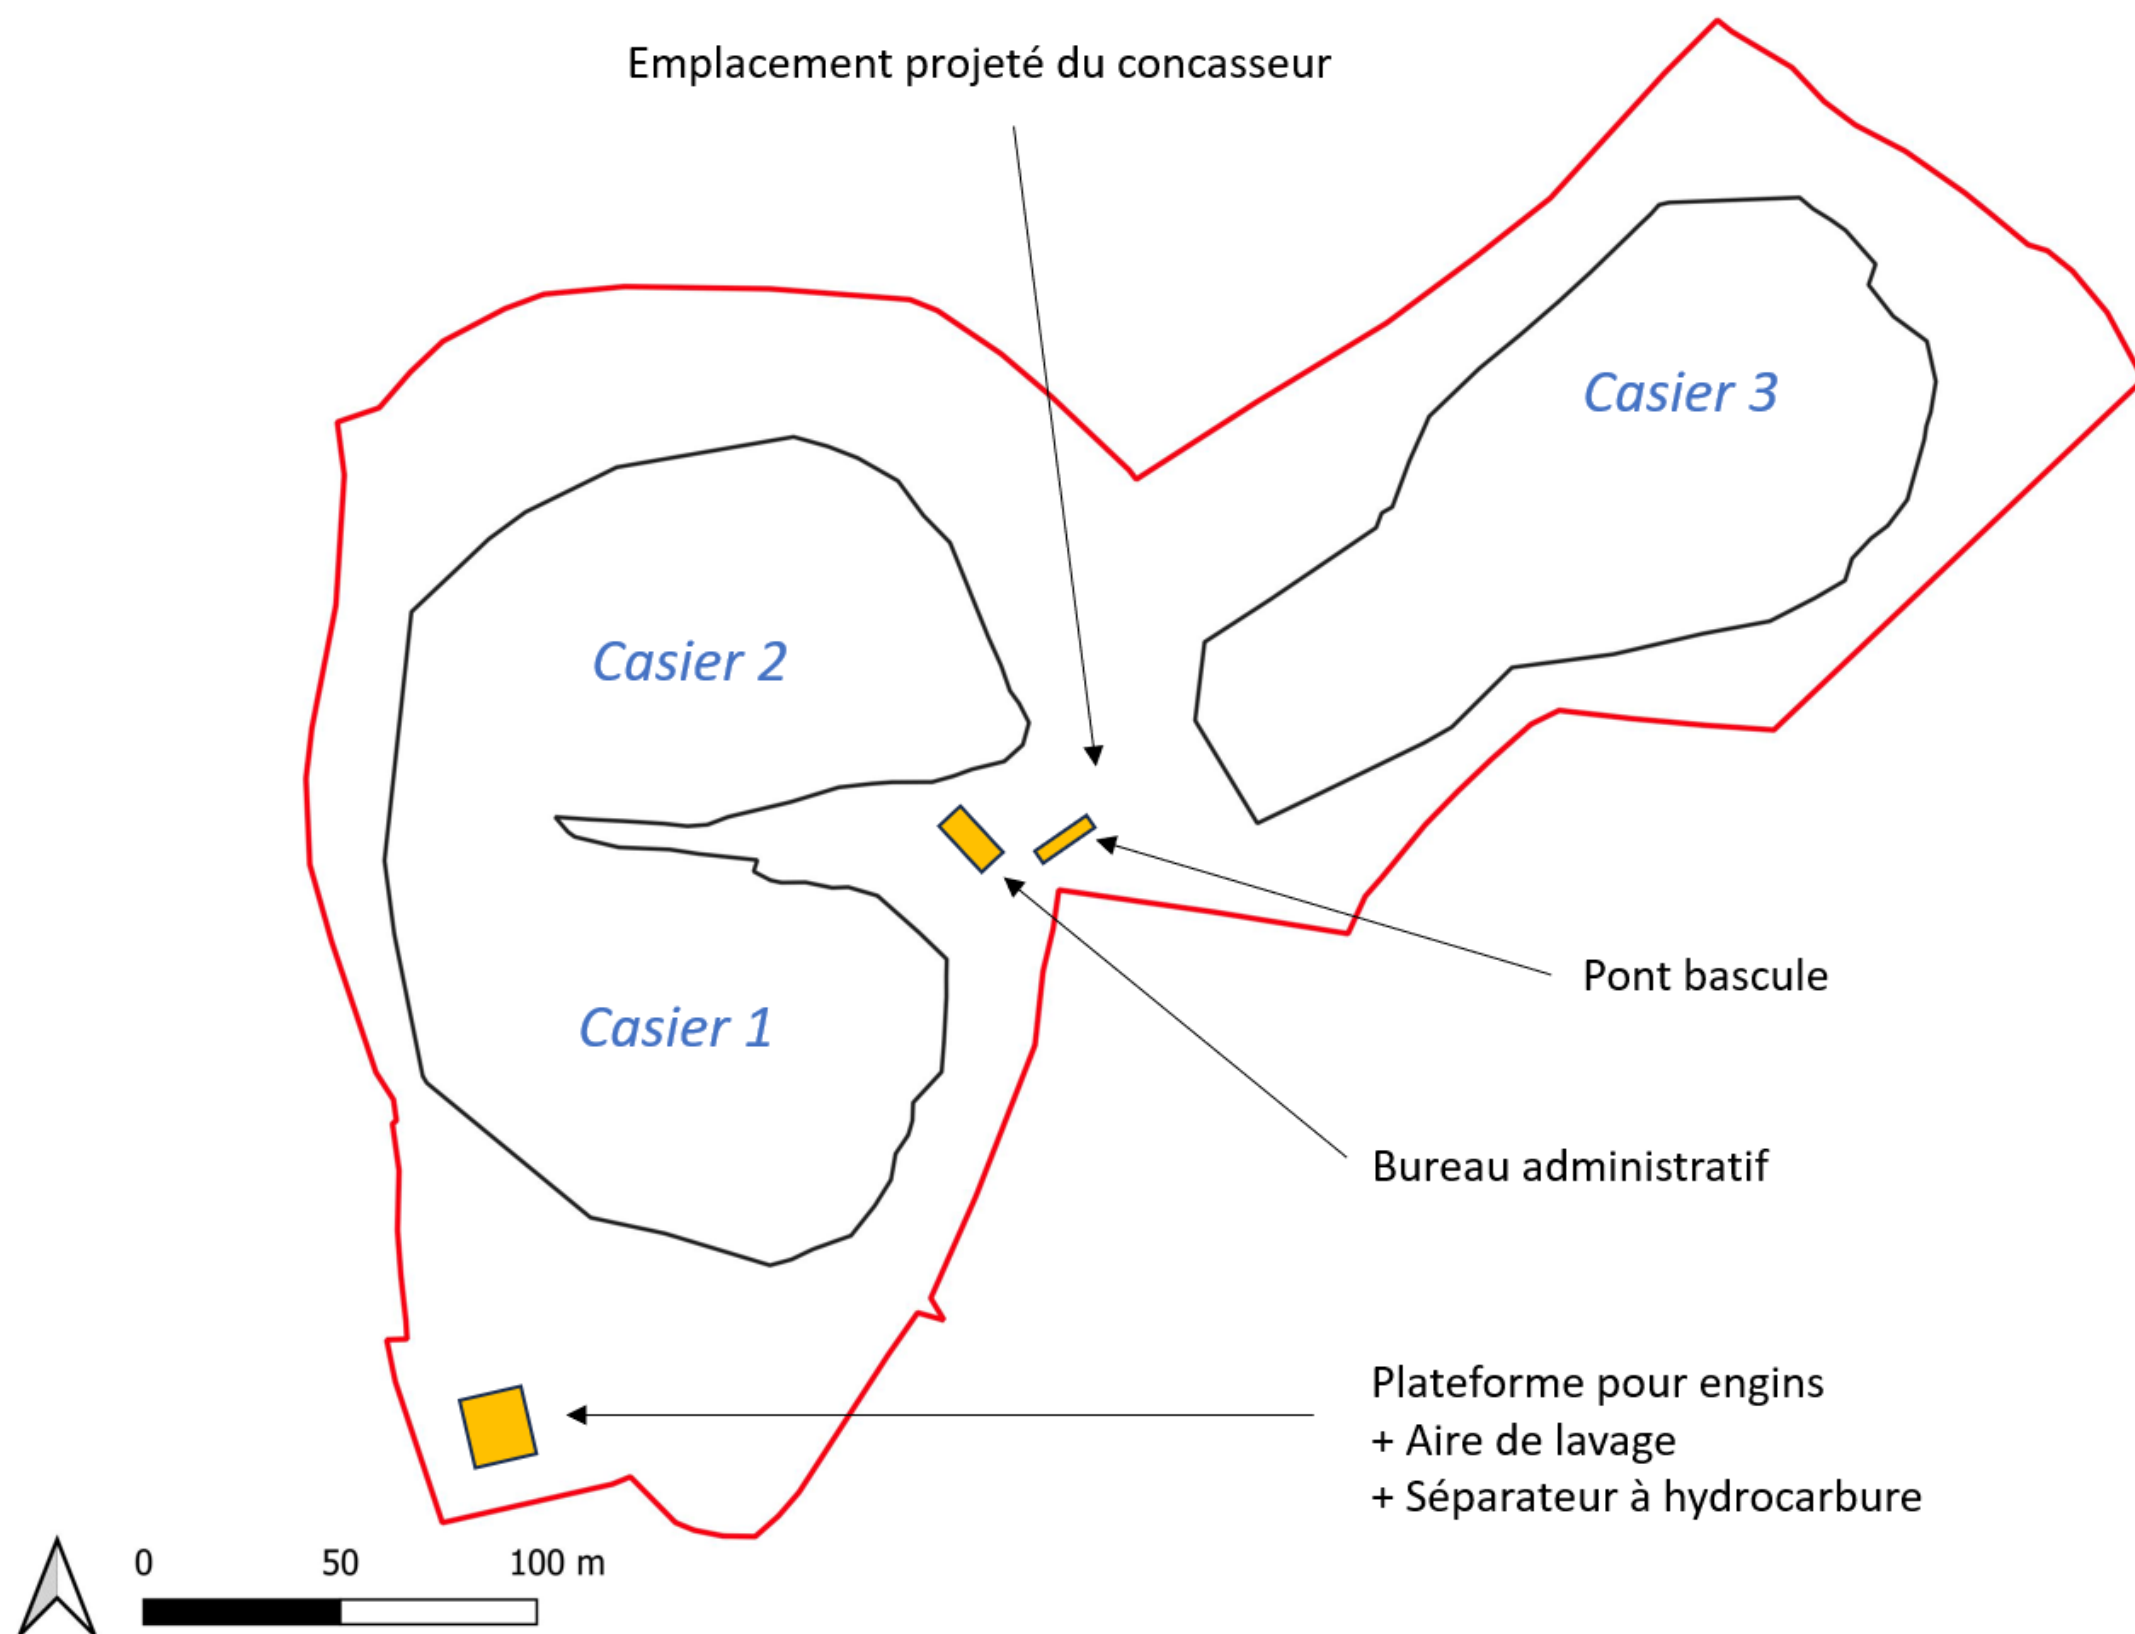 Emplacement projeté du concasseur
Casier 3
Casier 2
Pont bascule
Casier 1
Bureau administratif
Plateforme pour engins
+ Aire de lavage
+ Séparateur à hydrocarbure
0 50 100 m